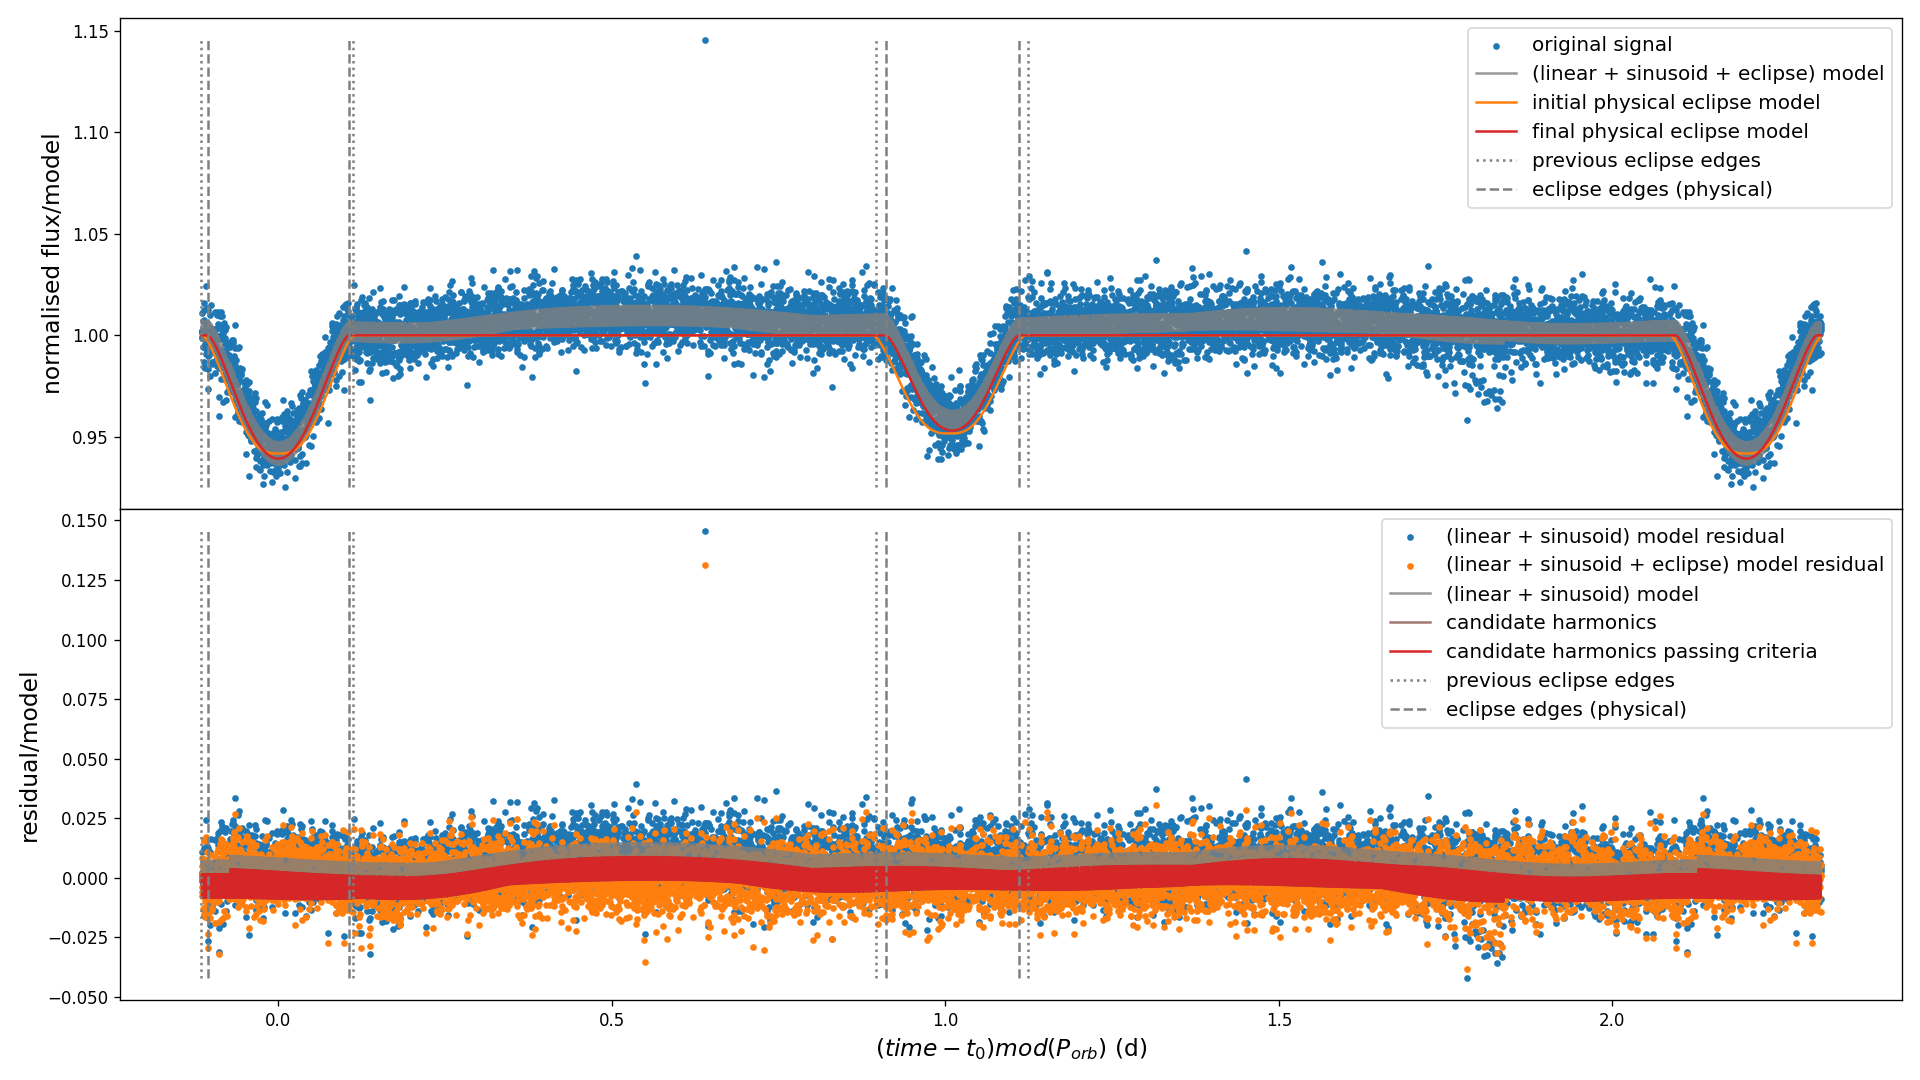 1.15
1.10
1.05
1.00
0.95
normalised flux/model
original signal
(linear + sinusoid + eclipse) model
initial physical eclipse model
final physical eclipse model
previous eclipse edges
eclipse edges (physical)
0.150
0.125
0.100
0.075
0.050
0.025
0.000
−0.025
−0.050
residual/model
(linear + sinusoid) model residual
(linear + sinusoid + eclipse) model residual
(linear + sinusoid) model
candidate harmonics
candidate harmonics passing criteria
previous eclipse edges
eclipse edges (physical)
0.0 0.5 1.0 1.5 2.0
(time − t₀)mod(P_orb) (d)